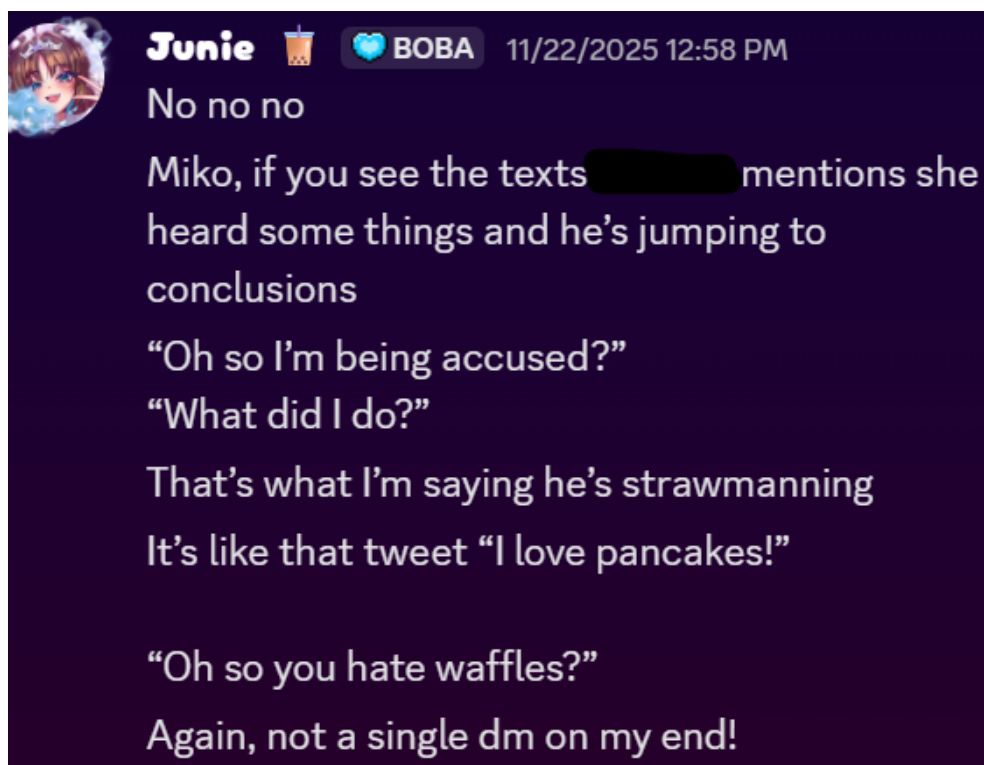 Junie BOBA 11/22/2025 12:58 PM
No no no
Miko, if you see the texts mentions she
heard some things and he’s jumping to
conclusions
“Oh so I’m being accused?”
“What did I do?”
That’s what I’m saying he’s strawmanning
It’s like that tweet “I love pancakes!”
“Oh so you hate waffles?”
Again, not a single dm on my end!